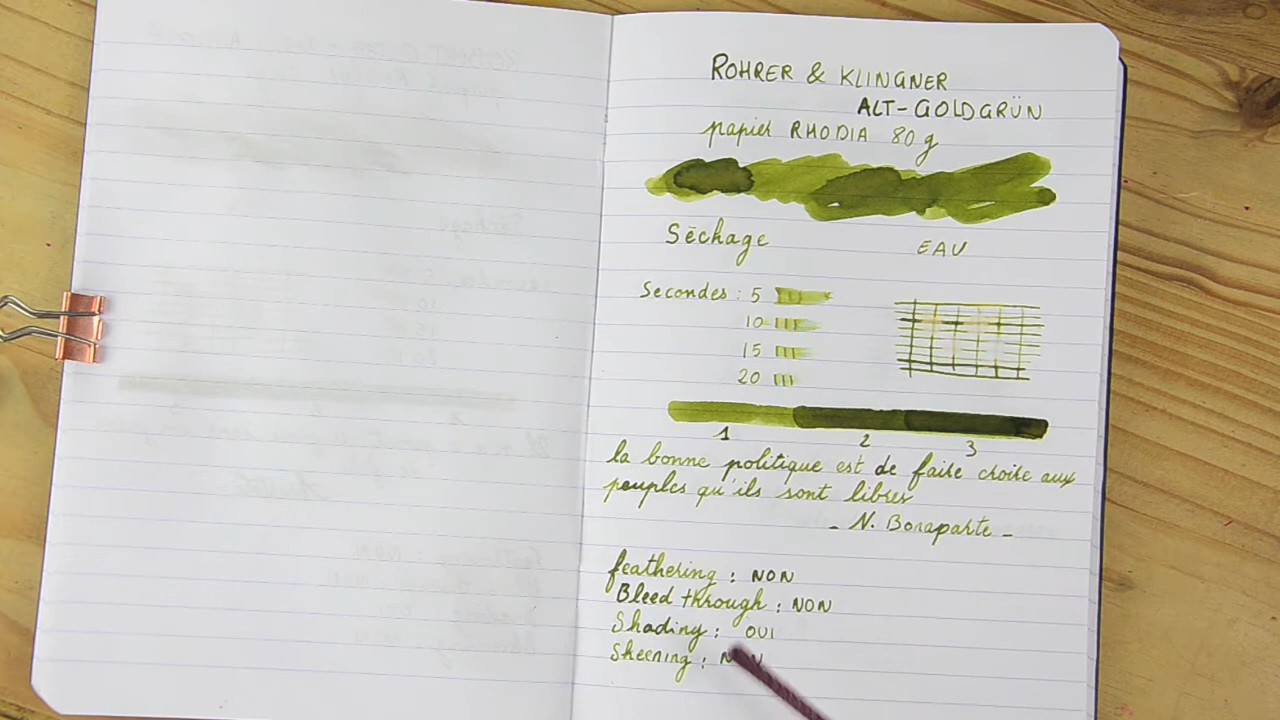 ROHRER & KLINGNER
ALT-GOLDGRÜN
papier RHODIA 80g
Séchage
EAU
Secondes : 5
10
15
20
1 2 3
la bonne politique est de faire croire aux
peuples qu'ils sont libres
- N. Bonaparte -
feathering : NON
Bleed through : NON
Shading : OUI
Sheening : NON